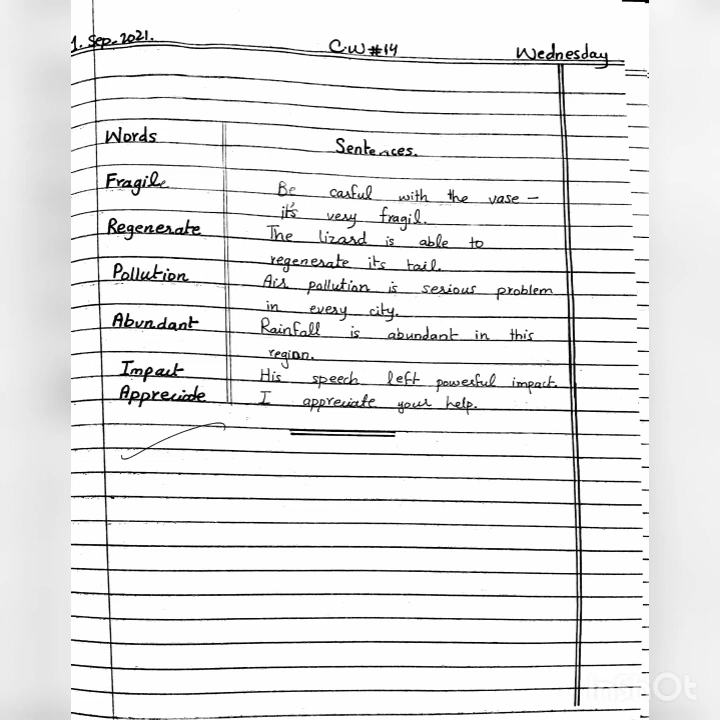 1. Sep. 2021.
CW #14
Wednesday
Words
Sentences.
Fragile
Be carful with the vase –
it's very fragil.
Regenerate
The lizard is able to
regenerate its tail.
Pollution
Air pollution is serious problem
in every city.
Abundant
Rainfall is abundant in this
region.
Impact
His speech left powerful impact.
Appreciate
I appreciate your help.